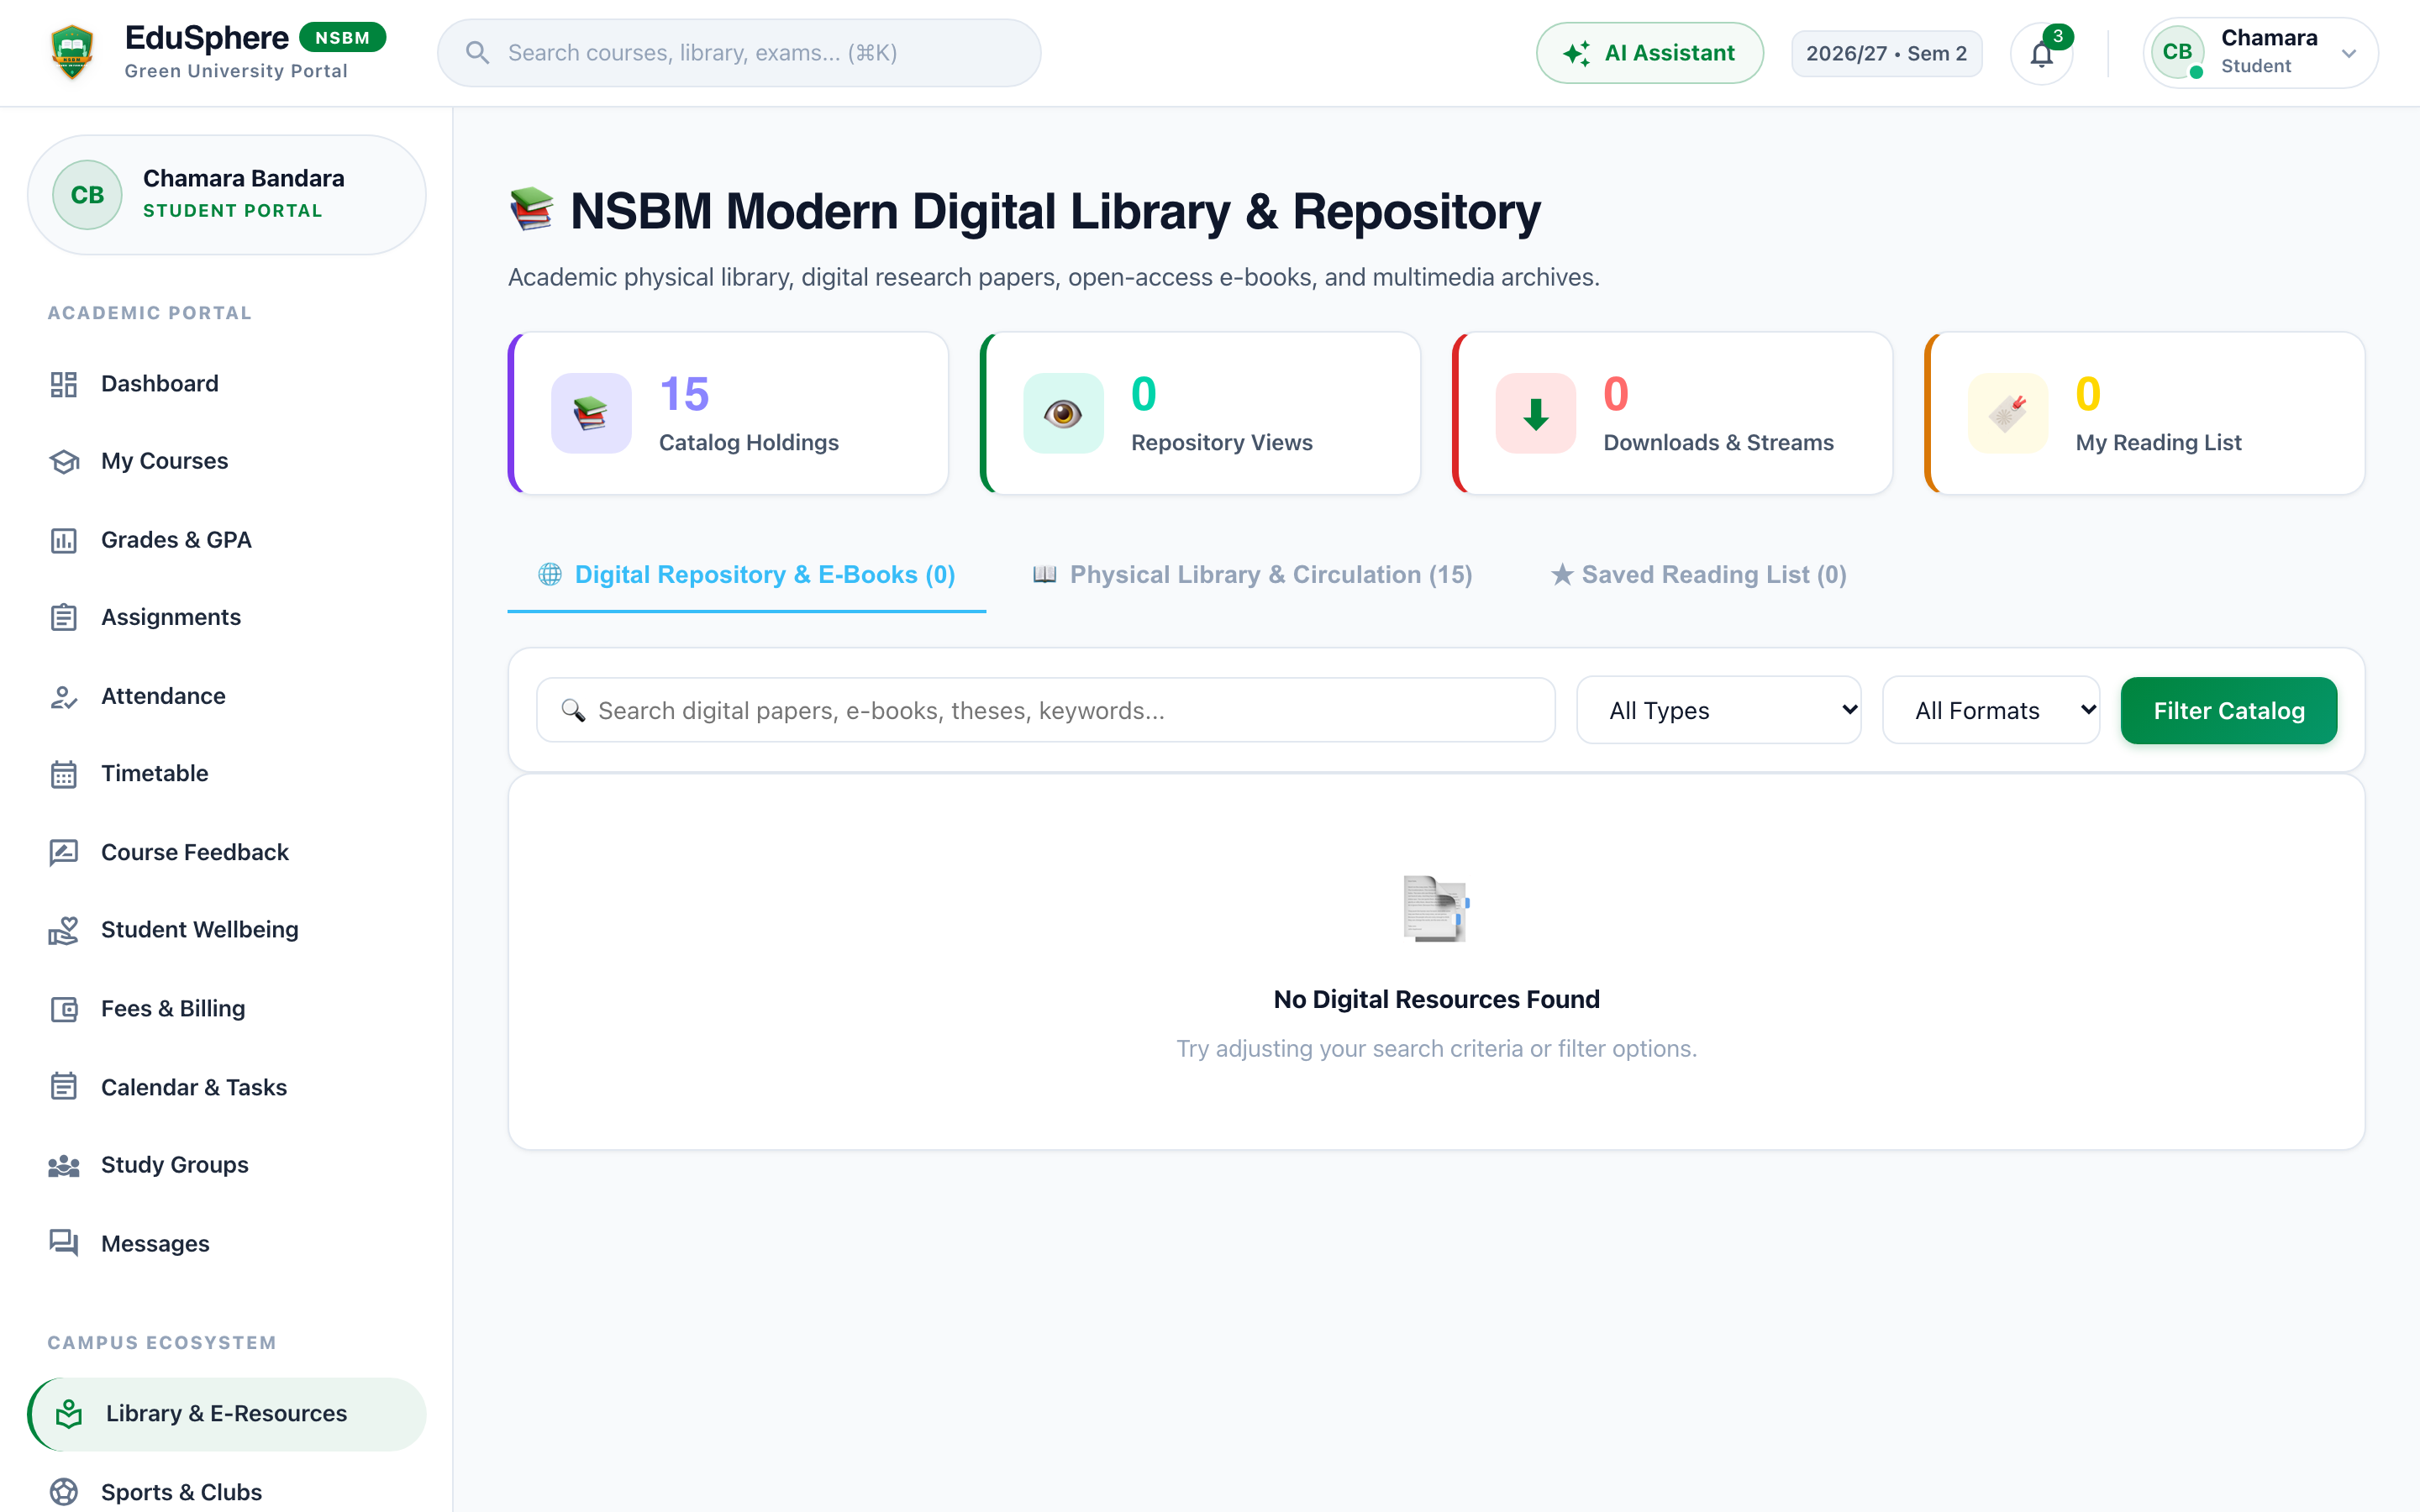 EduSphere NSBM
Green University Portal
Search courses, library, exams... (⌘K)
AI Assistant
2026/27 • Sem 2
3
CB
Chamara
Student
CB
Chamara Bandara
STUDENT PORTAL
ACADEMIC PORTAL
Dashboard
My Courses
Grades & GPA
Assignments
Attendance
Timetable
Course Feedback
Student Wellbeing
Fees & Billing
Calendar & Tasks
Study Groups
Messages
CAMPUS ECOSYSTEM
Library & E-Resources
Sports & Clubs
NSBM Modern Digital Library & Repository
Academic physical library, digital research papers, open-access e-books, and multimedia archives.
15
Catalog Holdings
0
Repository Views
0
Downloads & Streams
0
My Reading List
Digital Repository & E-Books (0)
Physical Library & Circulation (15)
★ Saved Reading List (0)
Search digital papers, e-books, theses, keywords...
All Types
All Formats
Filter Catalog
No Digital Resources Found
Try adjusting your search criteria or filter options.